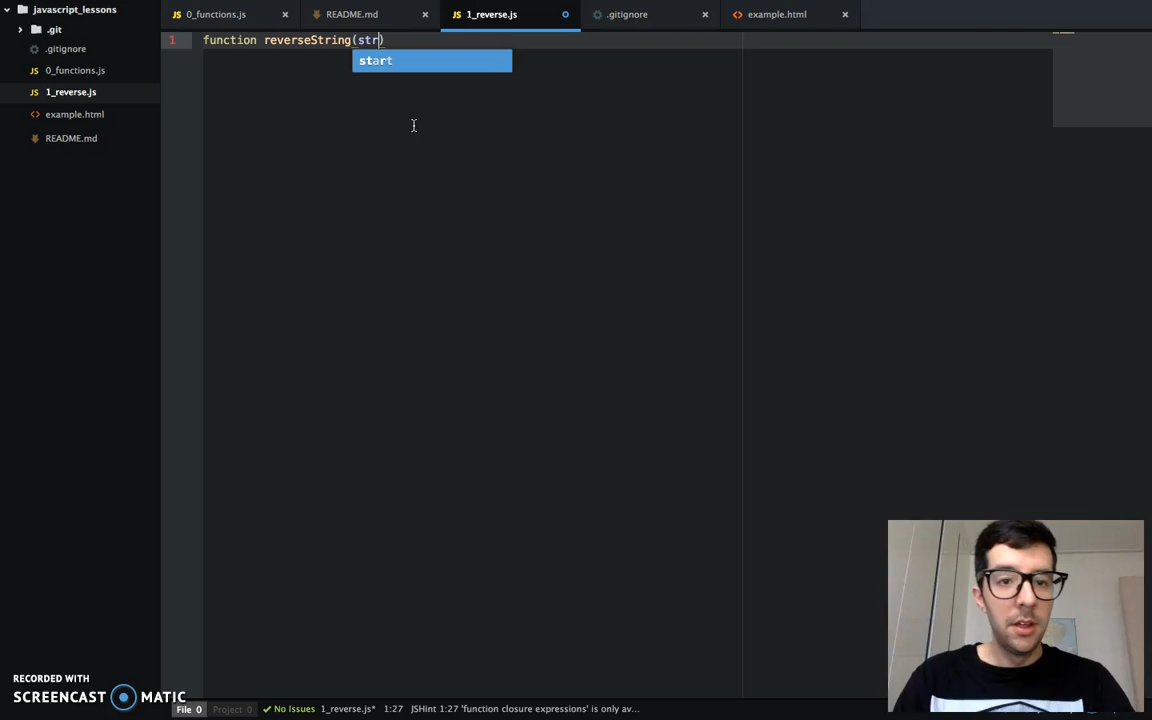 javascript_lessons
.git
.gitignore
0_functions.js
1_reverse.js
example.html
README.md
0_functions.js
README.md
1_reverse.js
.gitignore
example.html
1 function reverseString(str)
start
RECORDED WITH
SCREENCAST MATIC
File 0 Project 0 No Issues 1_reverse.js* 1:27 JSHint 1:27 'function closure expressions' is only av...